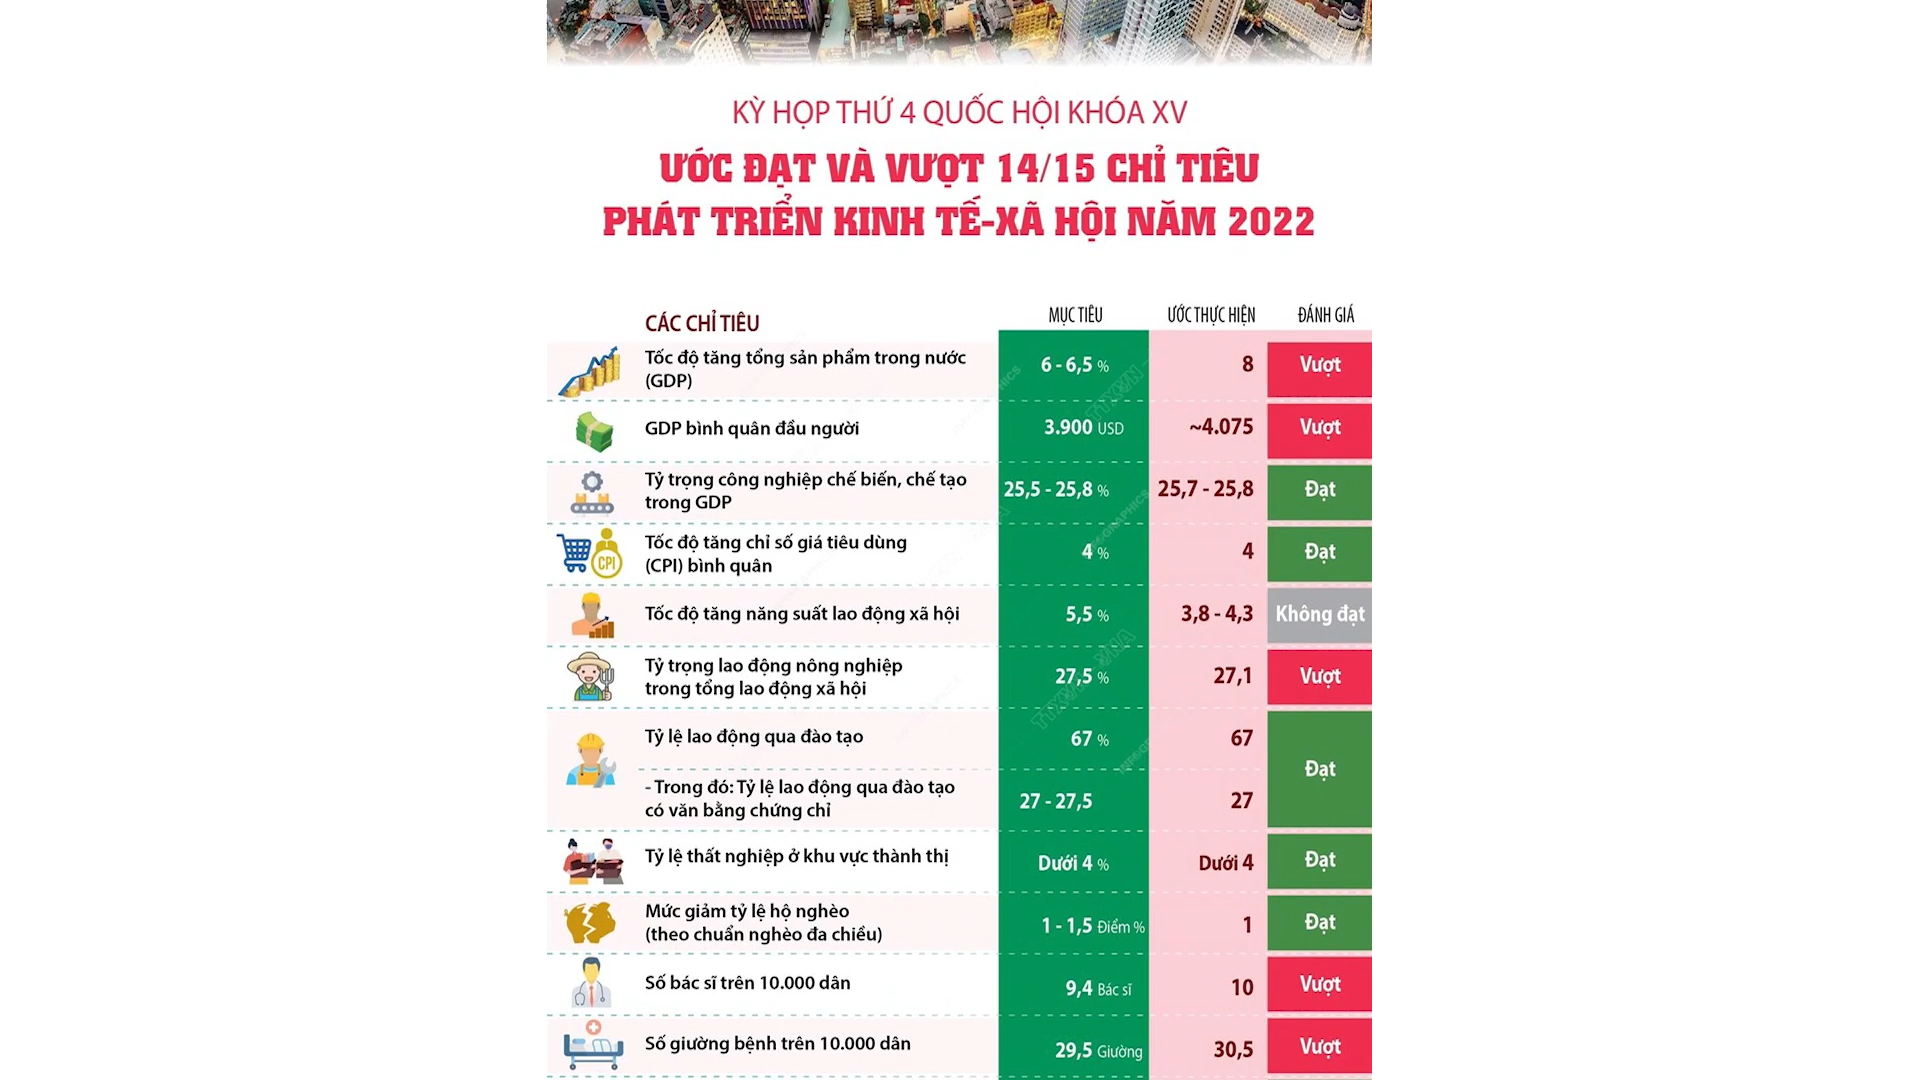 KỲ HỌP THỨ 4 QUỐC HỘI KHÓA XV
ƯỚC ĐẠT VÀ VƯỢT 14/15 CHỈ TIÊU
PHÁT TRIỂN KINH TẾ-XÃ HỘI NĂM 2022
CÁC CHỈ TIÊU MỤC TIÊU ƯỚC THỰC HIỆN ĐÁNH GIÁ
Tốc độ tăng tổng sản phẩm trong nước
(GDP)
6 - 6,5 % 8 Vượt
GDP bình quân đầu người 3.900 USD ~4.075 Vượt
Tỷ trọng công nghiệp chế biến, chế tạo
trong GDP
25,5 - 25,8 % 25,7 - 25,8 Đạt
Tốc độ tăng chỉ số giá tiêu dùng
(CPI) bình quân
4 % 4 Đạt
CPI
Tốc độ tăng năng suất lao động xã hội 5,5 % 3,8 - 4,3 Không đạt
Tỷ trọng lao động nông nghiệp
trong tổng lao động xã hội
27,5 % 27,1 Vượt
Tỷ lệ lao động qua đào tạo 67 % 67
Đạt
- Trong đó: Tỷ lệ lao động qua đào tạo
có văn bằng chứng chỉ
27 - 27,5 27
Tỷ lệ thất nghiệp ở khu vực thành thị Dưới 4 % Dưới 4 Đạt
Mức giảm tỷ lệ hộ nghèo
(theo chuẩn nghèo đa chiều)
1 - 1,5 Điểm % 1 Đạt
Số bác sĩ trên 10.000 dân 9,4 Bác sĩ 10 Vượt
Số giường bệnh trên 10.000 dân 29,5 Giường 30,5 Vượt